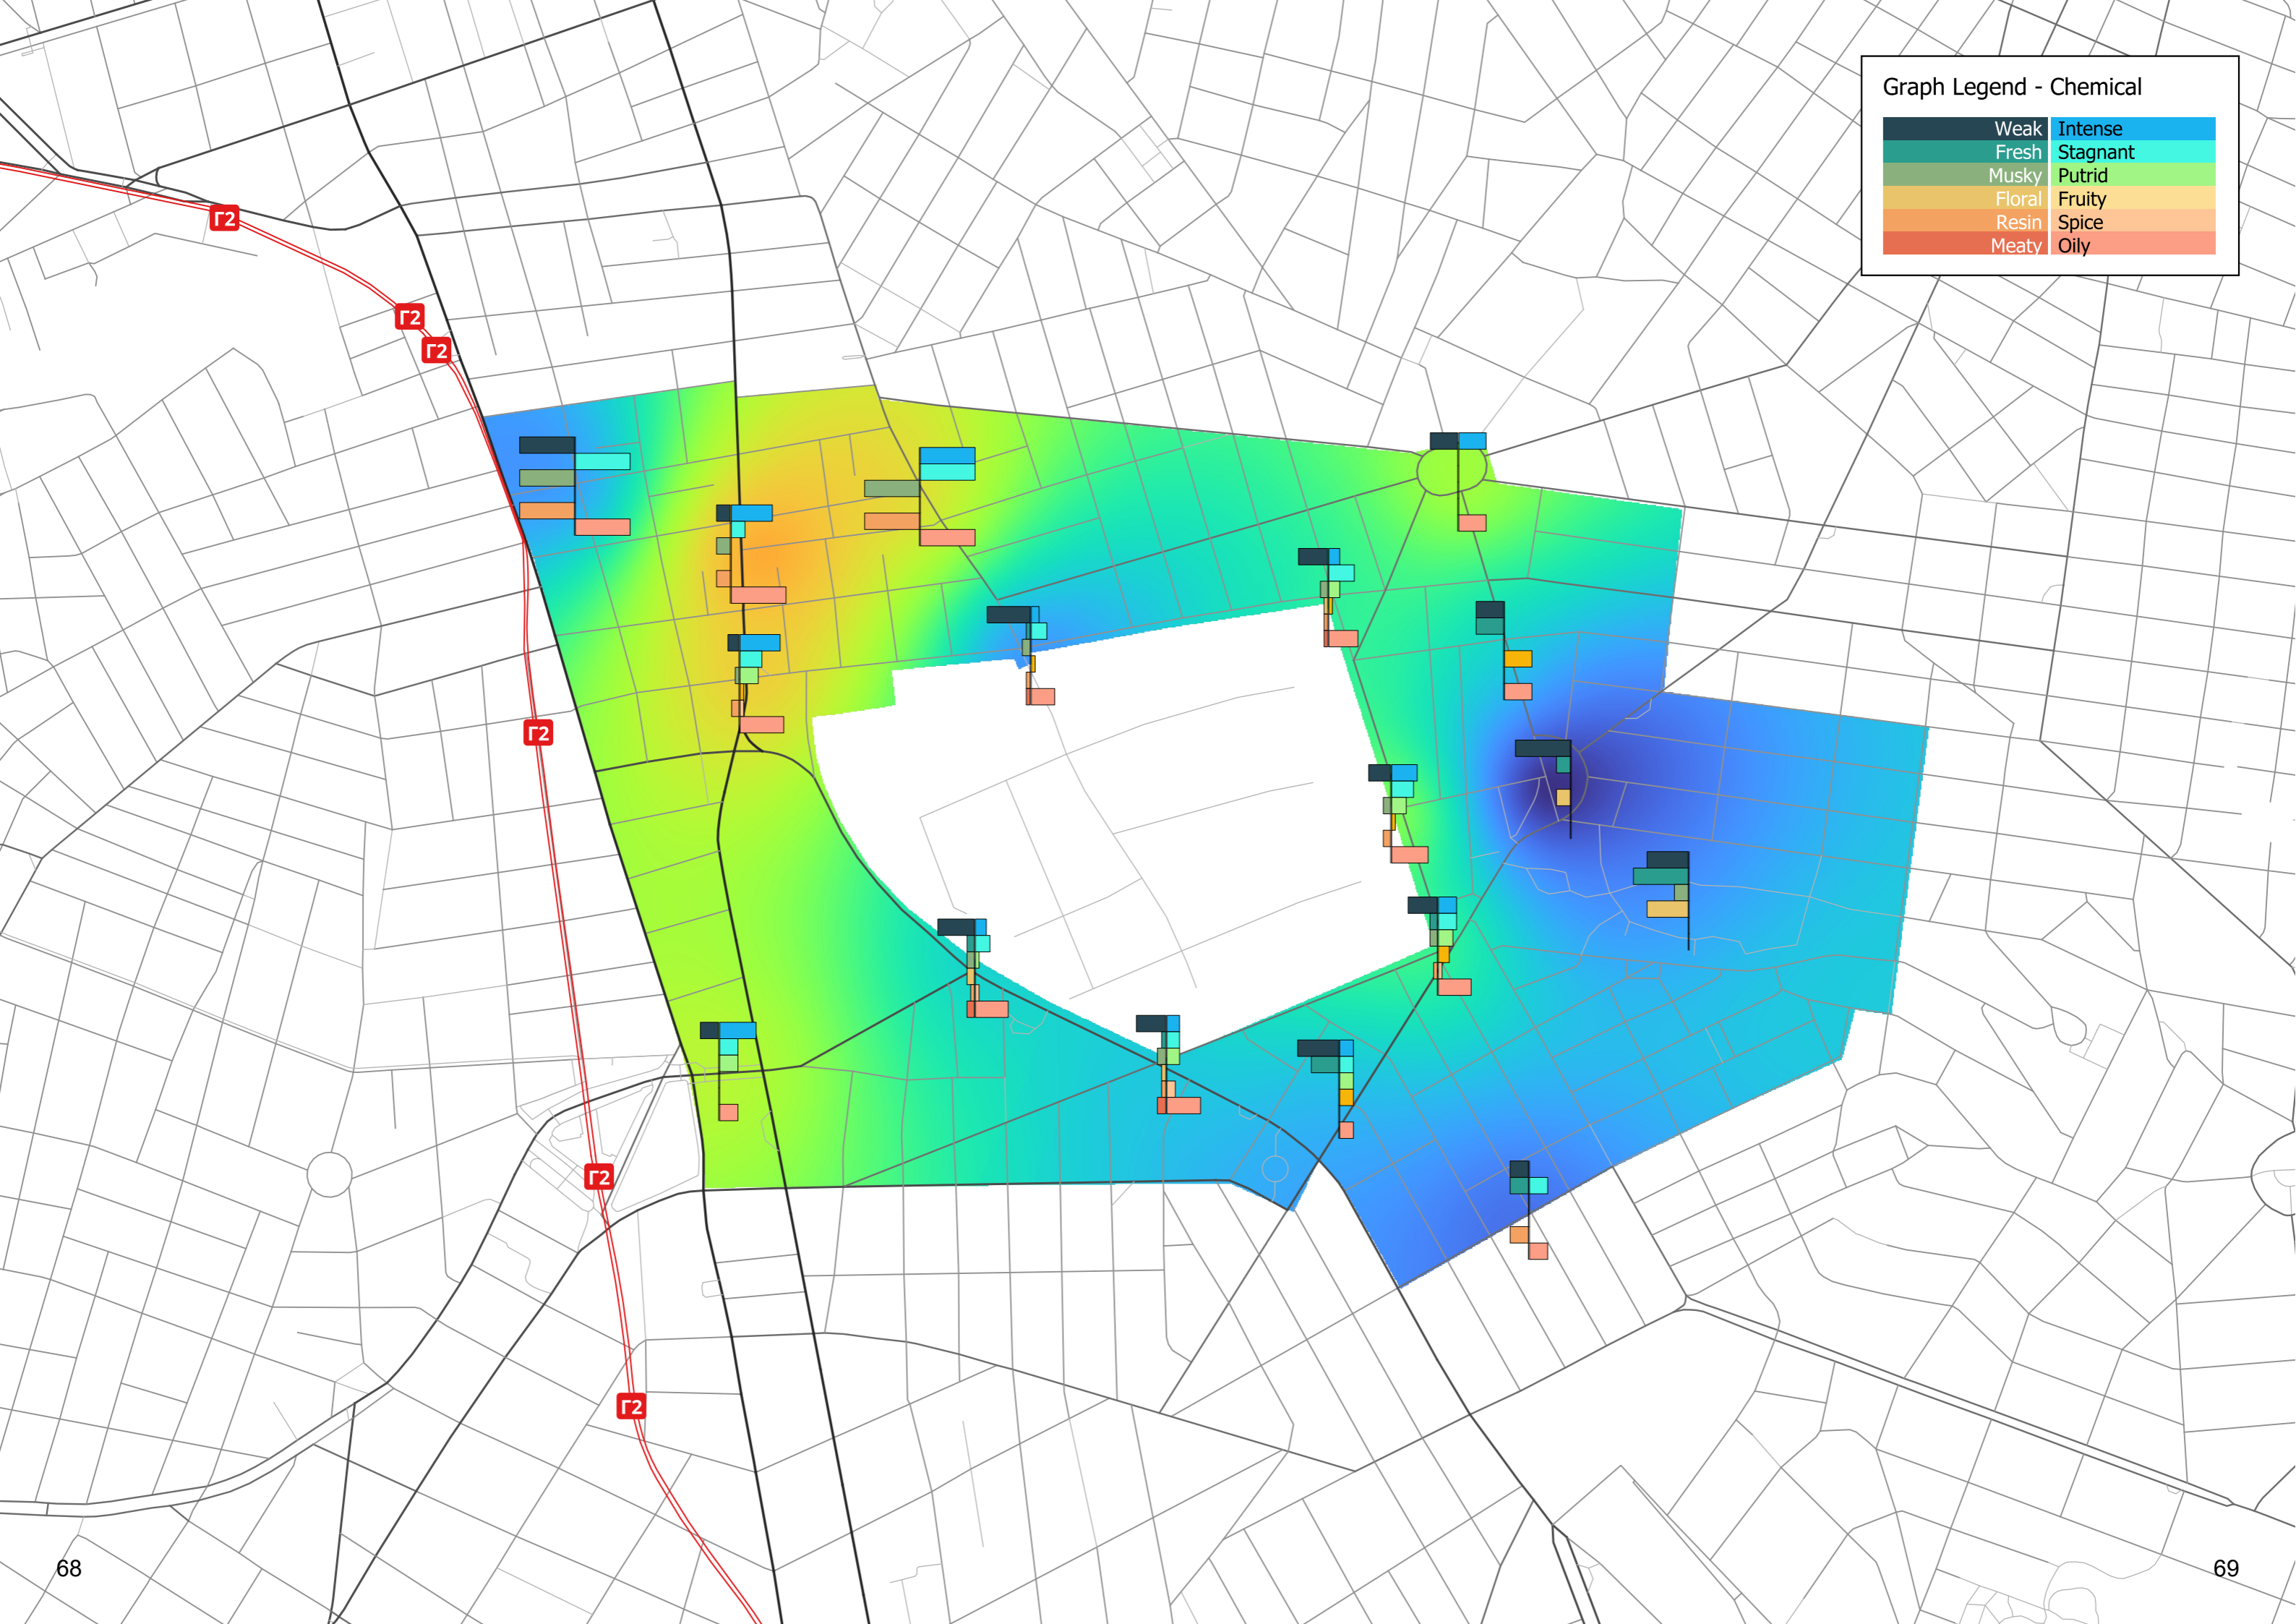 Graph Legend - Chemical
Weak Intense
Fresh Stagnant
Musky Putrid
Floral Fruity
Resin Spice
Meaty Oily
Γ2
Γ2
Γ2
Γ2
Γ2
Γ2
68
69